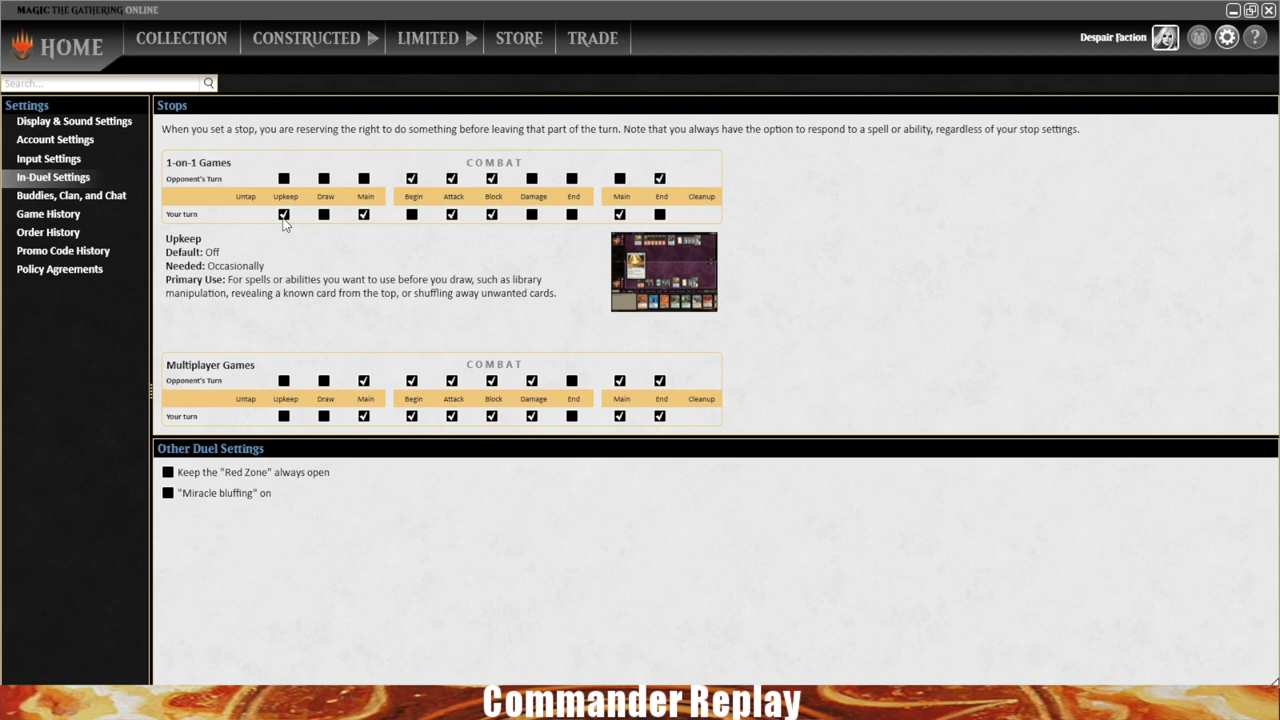 MAGIC THE GATHERING ONLINE
HOME
COLLECTION
CONSTRUCTED
LIMITED
STORE
TRADE
Despair Faction
?
Search...
Settings
Display & Sound Settings
Account Settings
Input Settings
In-Duel Settings
Buddies, Clan, and Chat
Game History
Order History
Promo Code History
Policy Agreements
Stops
When you set a stop, you are reserving the right to do something before leaving that part of the turn. Note that you always have the option to respond to a spell or ability, regardless of your stop settings.
1-on-1 Games COMBAT
Opponent's Turn
Untap Upkeep Draw Main Begin Attack Block Damage End Main End Cleanup
Your turn
Upkeep
Default: Off
Needed: Occasionally
Primary Use: For spells or abilities you want to use before you draw, such as library
manipulation, revealing a known card from the top, or shuffling away unwanted cards.
Multiplayer Games COMBAT
Opponent's Turn
Untap Upkeep Draw Main Begin Attack Block Damage End Main End Cleanup
Your turn
Other Duel Settings
Keep the "Red Zone" always open
"Miracle bluffing" on
Commander Replay